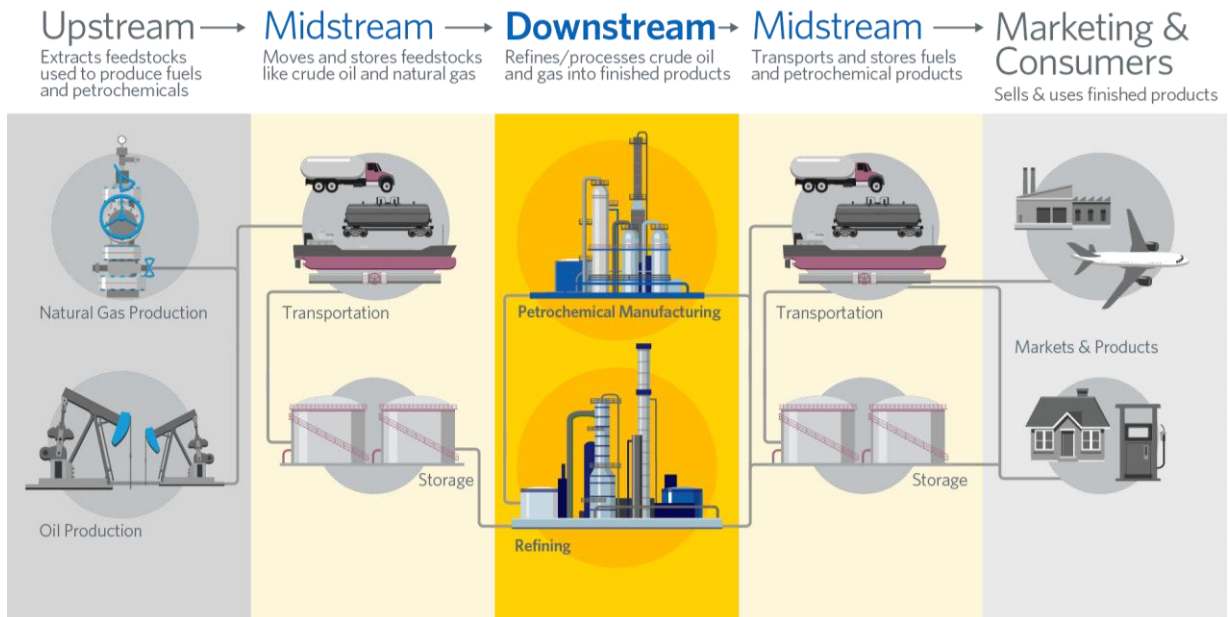 Upstream
Extracts feedstocks
used to produce fuels
and petrochemicals
Midstream
Moves and stores feedstocks
like crude oil and natural gas
Downstream
Refines/processes crude oil
and gas into finished products
Midstream
Transports and stores fuels
and petrochemical products
Marketing &
Consumers
Sells & uses finished products
Natural Gas Production
Oil Production
Transportation
Storage
Petrochemical Manufacturing
Refining
Transportation
Storage
Markets & Products